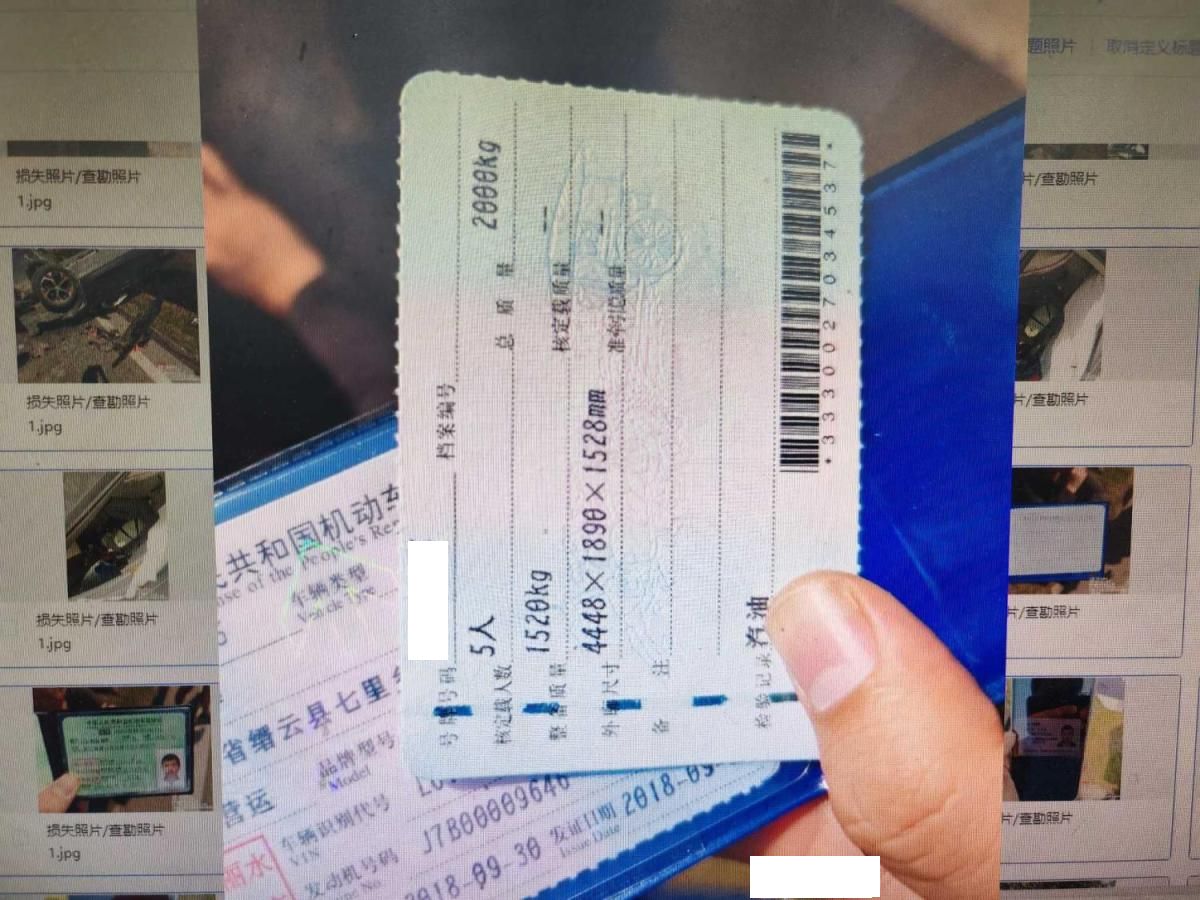 题照片 | 取消定义标题
损失照片/查勘照片
1.jpg
损失照片/查勘照片
1.jpg
损失照片/查勘照片
1.jpg
损失照片/查勘照片
1.jpg
片/查勘照片
片/查勘照片
片/查勘照片
片/查勘照片
号牌号码 档案编号
核定载人数 5人 总质量 2000kg
整备质量 1520kg 核定载质量 --
外廓尺寸 4448×1890×1528mm 准牵引总质量 --
备注
检验记录 汽油
*3330027034537*
共和国机动车
of the People's Re
车辆类型
Vehicle Type
省缙云县七里
营运
品牌型号
Model
车辆识别代号
VIN
发动机号码 J7B00009646
2018-09-30 发证日期 2018-09-
Issue Date
丽水